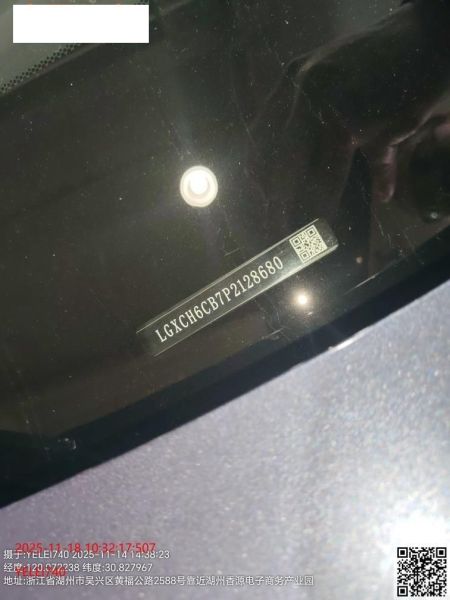 LGXCH6CB7P2128680
2025-11-18 10:32:17:507
摄于:YELEI740 2025-11-14 14:38:23
经度:120.072238 纬度:30.827967
YELEI740
地址:浙江省湖州市吴兴区黄福公路2588号靠近湖州香源电子商务产业园